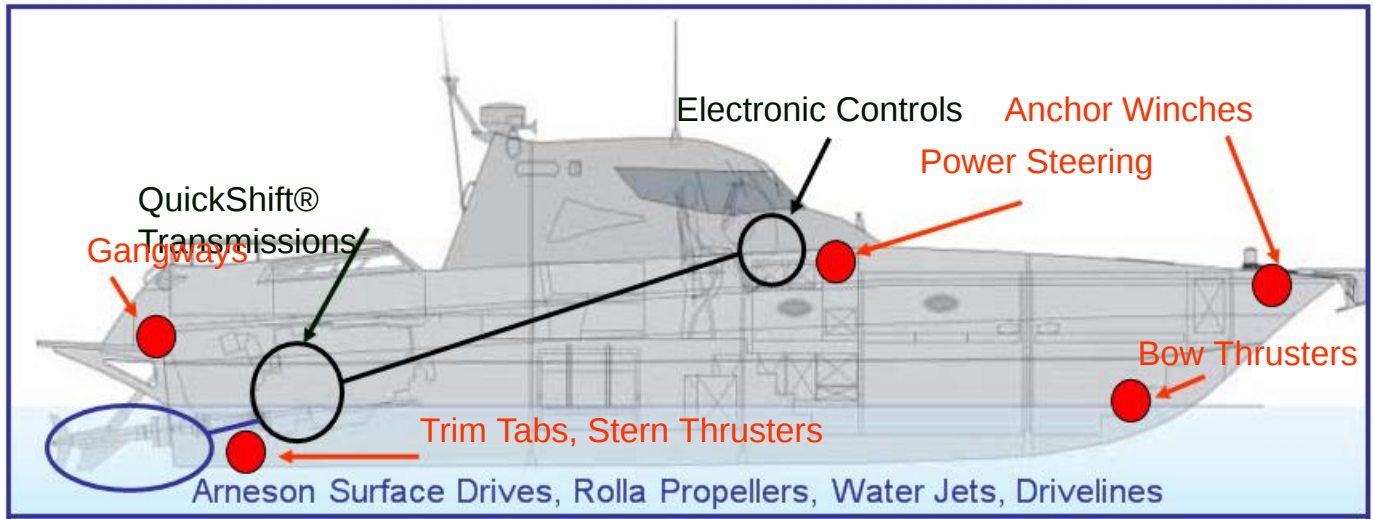 Electronic Controls
Anchor Winches
Power Steering
QuickShift®
Transmissions
Gangways
Bow Thrusters
Trim Tabs, Stern Thrusters
Arneson Surface Drives, Rolla Propellers, Water Jets, Drivelines